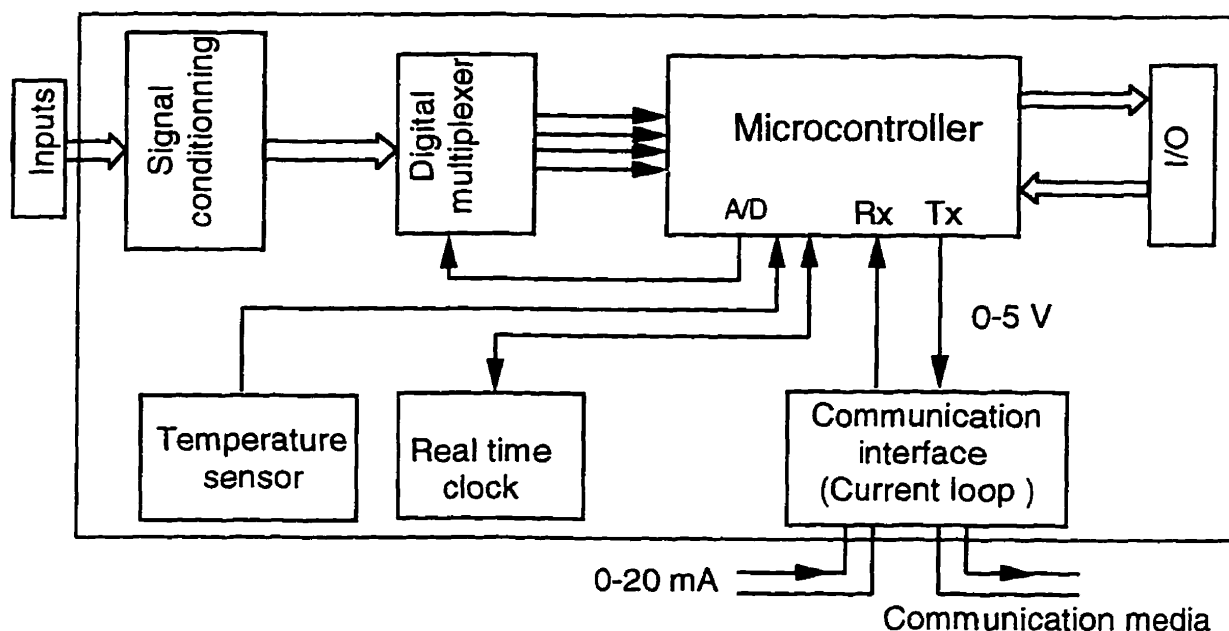 Inputs
Signal
conditionning
Digital
multiplexer
Microcontroller
A/D
Rx
Tx
I/O
0-5 V
Temperature
sensor
Real time
clock
Communication
interface
(Current loop )
0-20 mA
Communication media